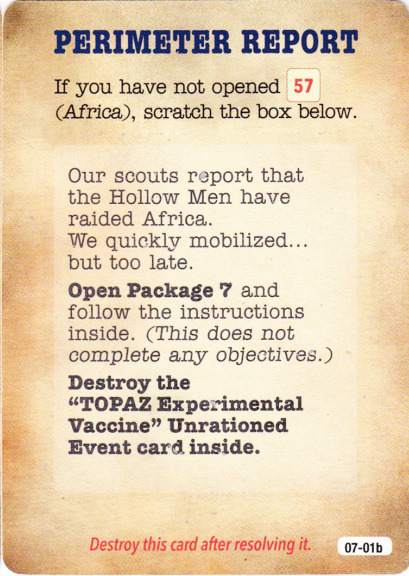 PERIMETER REPORT
If you have not opened 57
(Africa), scratch the box below.
Our scouts report that
the Hollow Men have
raided Africa.
We quickly mobilized...
but too late.
Open Package 7 and
follow the instructions
inside. (This does not
complete any objectives.)
Destroy the
“TOPAZ Experimental
Vaccine” Unrationed
Event card inside.
Destroy this card after resolving it.
07-01b